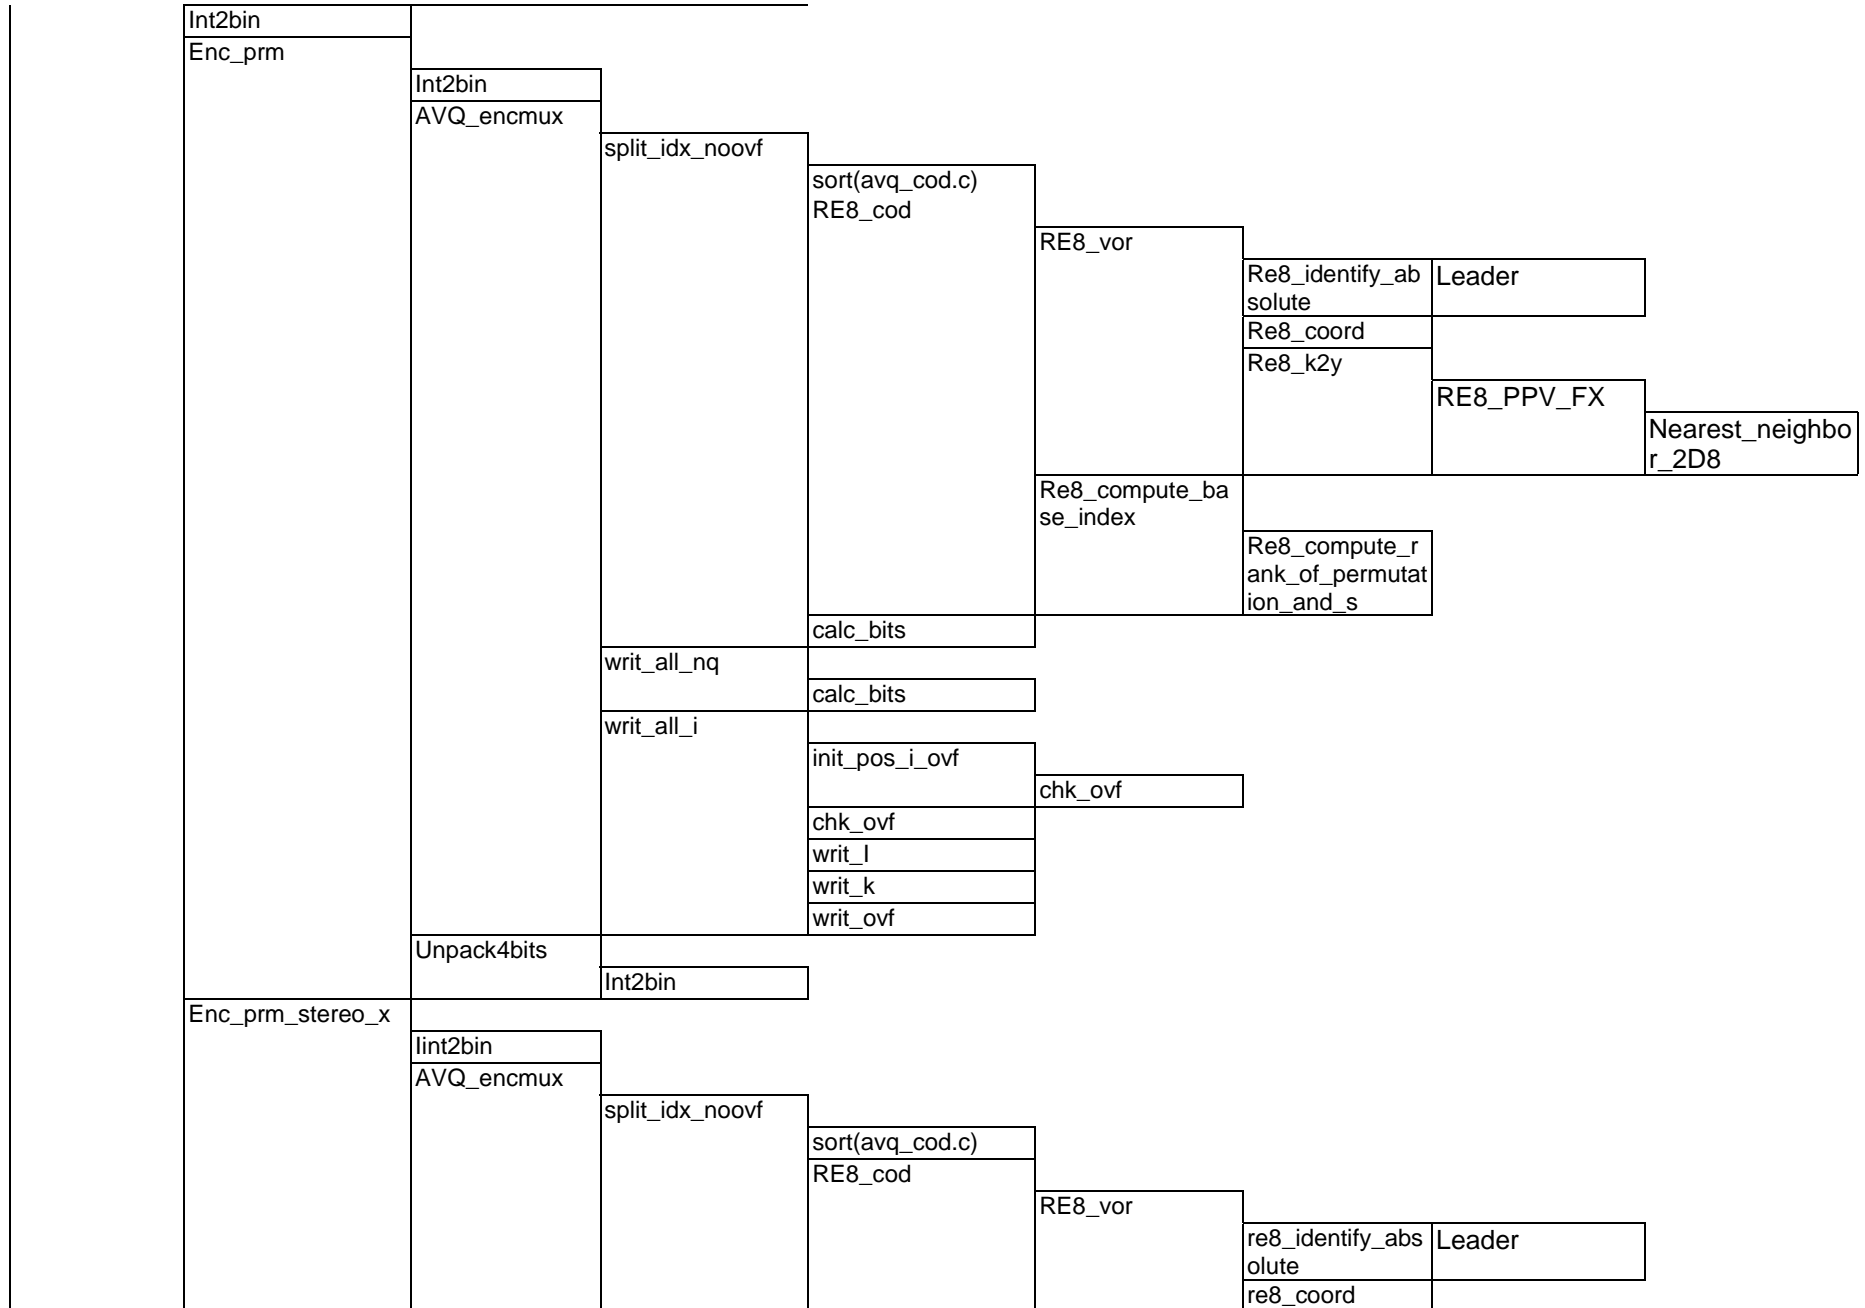 Int2bin
Enc_prm
Int2bin
AVQ_encmux
split_idx_noovf
sort(avq_cod.c)
RE8_cod
RE8_vor
Re8_identify_ab
solute
Leader
Re8_coord
Re8_k2y
RE8_PPV_FX
Nearest_neighbo
r_2D8
Re8_compute_ba
se_index
Re8_compute_r
ank_of_permutat
ion_and_s
calc_bits
writ_all_nq
calc_bits
writ_all_i
init_pos_i_ovf
chk_ovf
chk_ovf
writ_I
writ_k
writ_ovf
Unpack4bits
Int2bin
Enc_prm_stereo_x
Iint2bin
AVQ_encmux
split_idx_noovf
sort(avq_cod.c)
RE8_cod
RE8_vor
re8_identify_abs
olute
Leader
re8_coord